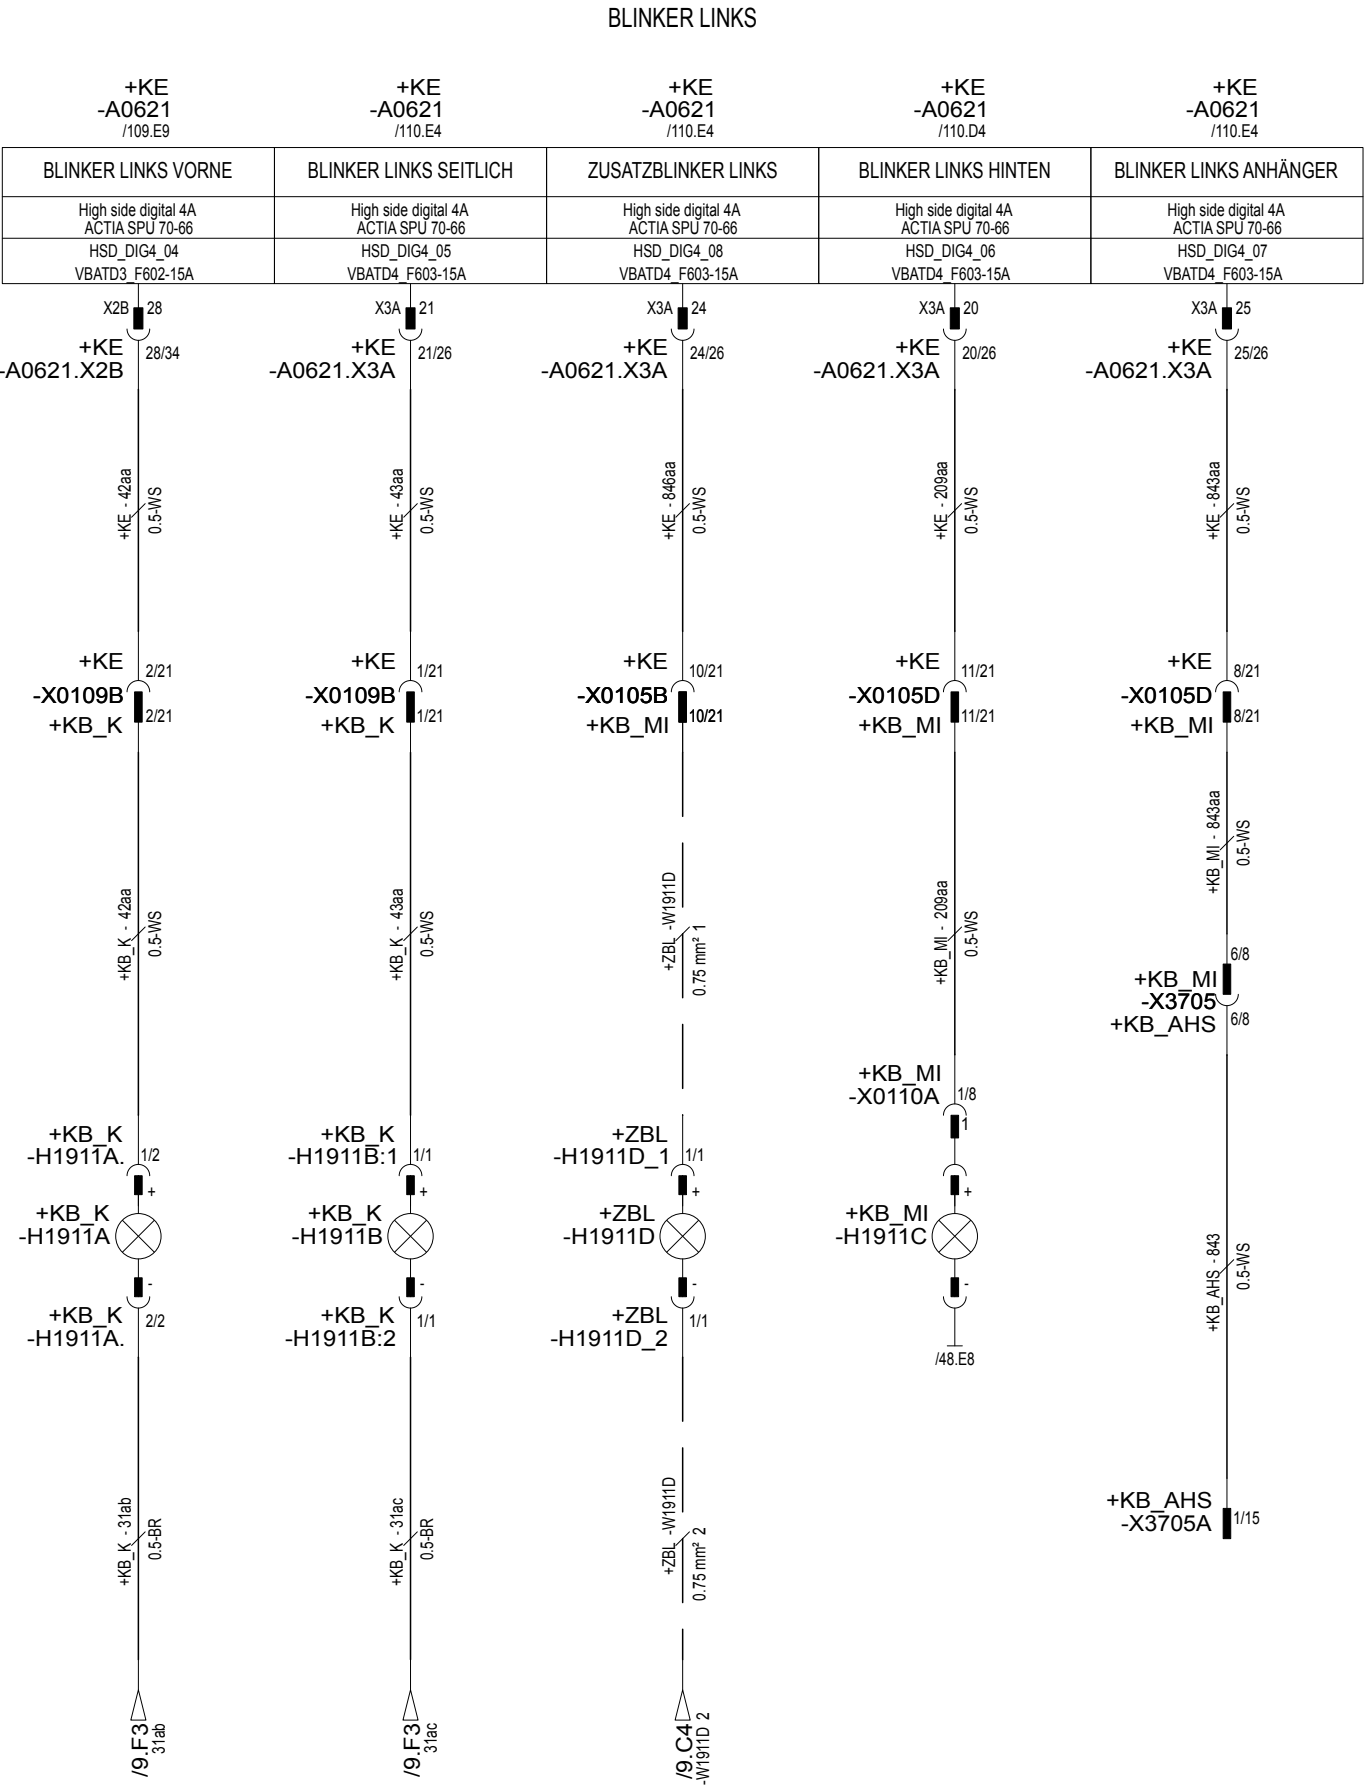 BLINKER LINKS
+KE +KE +KE +KE +KE
-A0621 -A0621 -A0621 -A0621 -A0621
/109.E9 /110.E4 /110.E4 /110.D4 /110.E4
BLINKER LINKS VORNE BLINKER LINKS SEITLICH ZUSATZBLINKER LINKS BLINKER LINKS HINTEN BLINKER LINKS ANHÄNGER
High side digital 4A High side digital 4A High side digital 4A High side digital 4A High side digital 4A
ACTIA SPU 70-66 ACTIA SPU 70-66 ACTIA SPU 70-66 ACTIA SPU 70-66 ACTIA SPU 70-66
HSD_DIG4_04 HSD_DIG4_05 HSD_DIG4_08 HSD_DIG4_06 HSD_DIG4_07
VBATD3_F602-15A VBATD4_F603-15A VBATD4_F603-15A VBATD4_F603-15A VBATD4_F603-15A
X2B 28 X3A 21 X3A 24 X3A 20 X3A 25
+KE 28/34 +KE 21/26 +KE 24/26 +KE 20/26 +KE 25/26
-A0621.X2B -A0621.X3A -A0621.X3A -A0621.X3A -A0621.X3A
+KE - 42aa +KE - 43aa +KE - 846aa +KE - 209aa +KE - 843aa
0.5-WS 0.5-WS 0.5-WS 0.5-WS 0.5-WS
+KE 2/21 +KE 1/21 +KE 10/21 +KE 11/21 +KE 8/21
-X0109B -X0109B -X0105B -X0105D -X0105D
+KB_K 2/21 +KB_K 1/21 +KB_MI 10/21 +KB_MI 11/21 +KB_MI 8/21
+KB_MI - 843aa
0.5-WS
+KB_K - 42aa +KB_K - 43aa +ZBL -W1911D +KB_MI - 209aa
0.5-WS 0.5-WS 0.75 mm² 1 0.5-WS
6/8
+KB_MI
-X3705
+KB_AHS 6/8
+KB_MI
-X0110A 1/8
1
+KB_K +KB_K +ZBL
-H1911A. 1/2 -H1911B:1 1/1 -H1911D_1 1/1
+ + + +
+KB_K +KB_K +ZBL +KB_MI
-H1911A -H1911B -H1911D -H1911C
- - - -
+KB_K 2/2 +KB_K 1/1 +ZBL 1/1
-H1911A. -H1911B:2 -H1911D_2
/48.E8
+KB_AHS - 843
0.5-WS
+KB_AHS
-X3705A 1/15
+KB_K - 31ab +KB_K - 31ac +ZBL -W1911D
0.5-BR 0.5-BR 0.75 mm² 2
/9.F3 /9.F3 /9.C4
31ab 31ac -W1911D 2